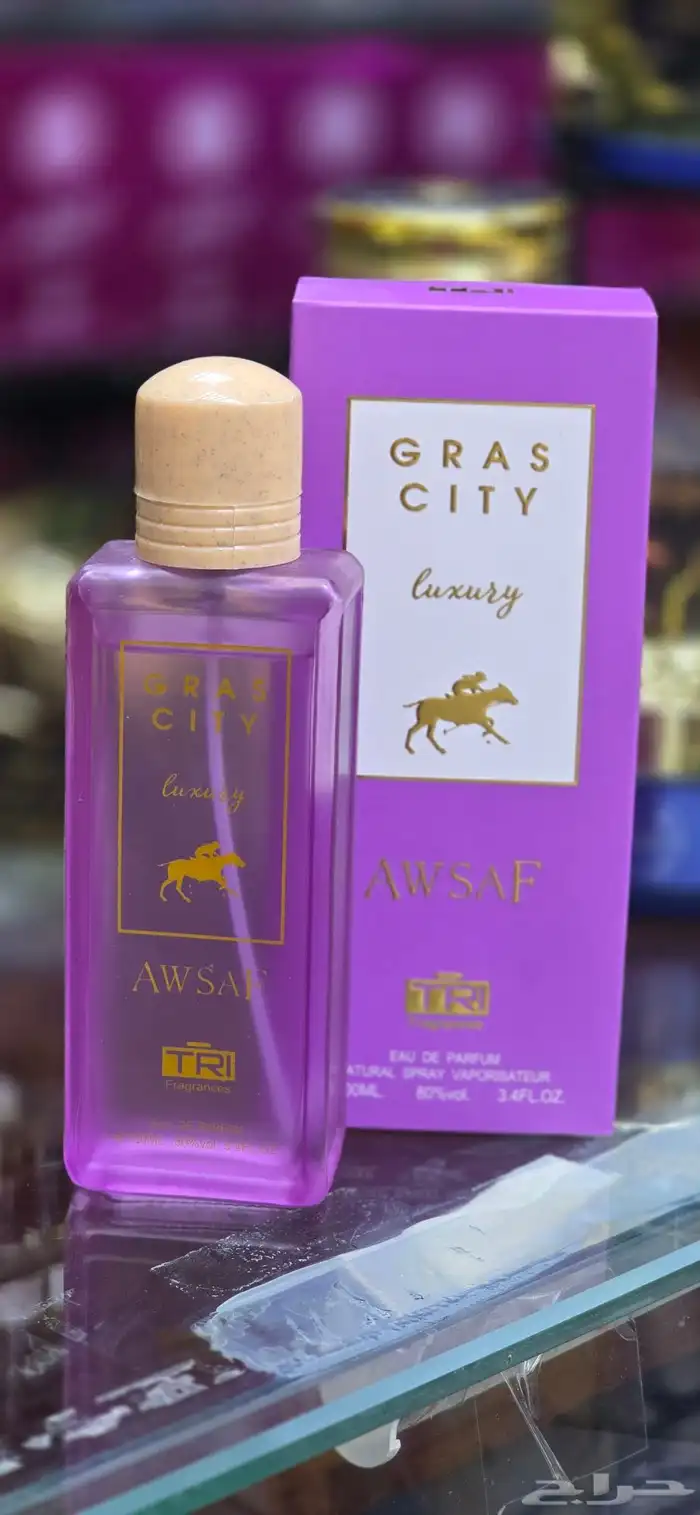 GRAS
CITY
luxury
AWSAF
TRI
Fragrances
EAU DE PARFUM
NATURAL SPRAY VAPORISATEUR
00ML 80%vol. 3.4FL.OZ.
GRAS
CITY
luxury
AWSAF
TRI
Fragrances
حراج